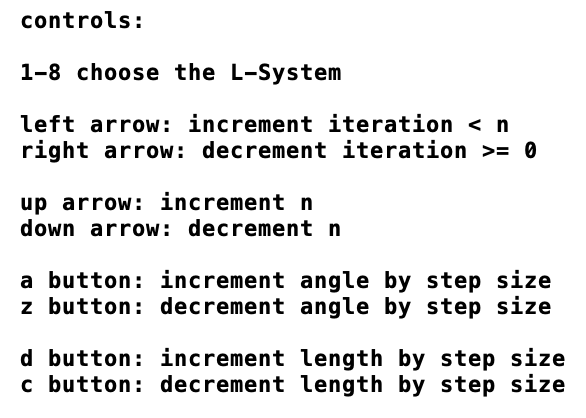 controls:
1-8 choose the L-System
left arrow: increment iteration < n
right arrow: decrement iteration >= 0
up arrow: increment n
down arrow: decrement n
a button: increment angle by step size
z button: decrement angle by step size
d button: increment length by step size
c button: decrement length by step size